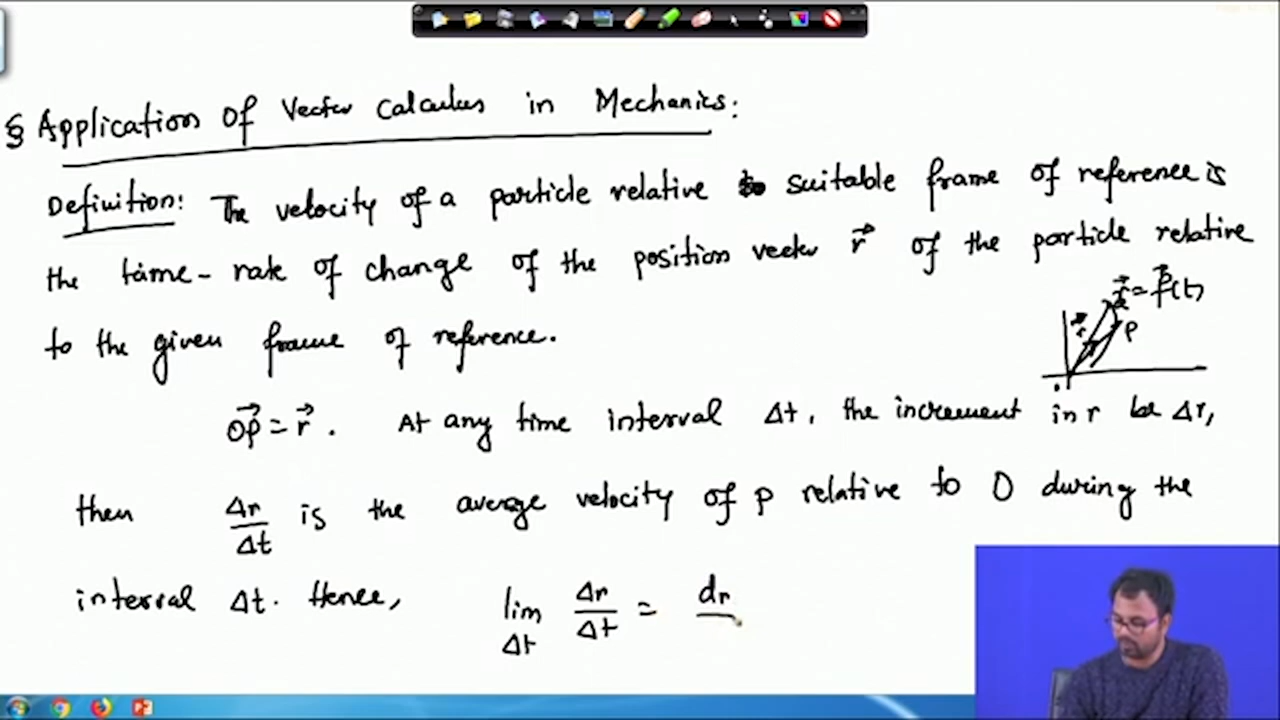 § Application of Vector Calculus in Mechanics:
Definition: The velocity of a particle relative to suitable frame of reference is
the time-rate of change of the position vector r⃗ of the particle relative
to the given frame of reference.
r⃗ = f⃗(t)
r⃗
P
OP⃗ = r⃗. At any time interval Δt, the increment in r be Δr,
then Δr/Δt is the average velocity of P relative to O during the
interval Δt. Hence, lim Δt Δr/Δt = dr